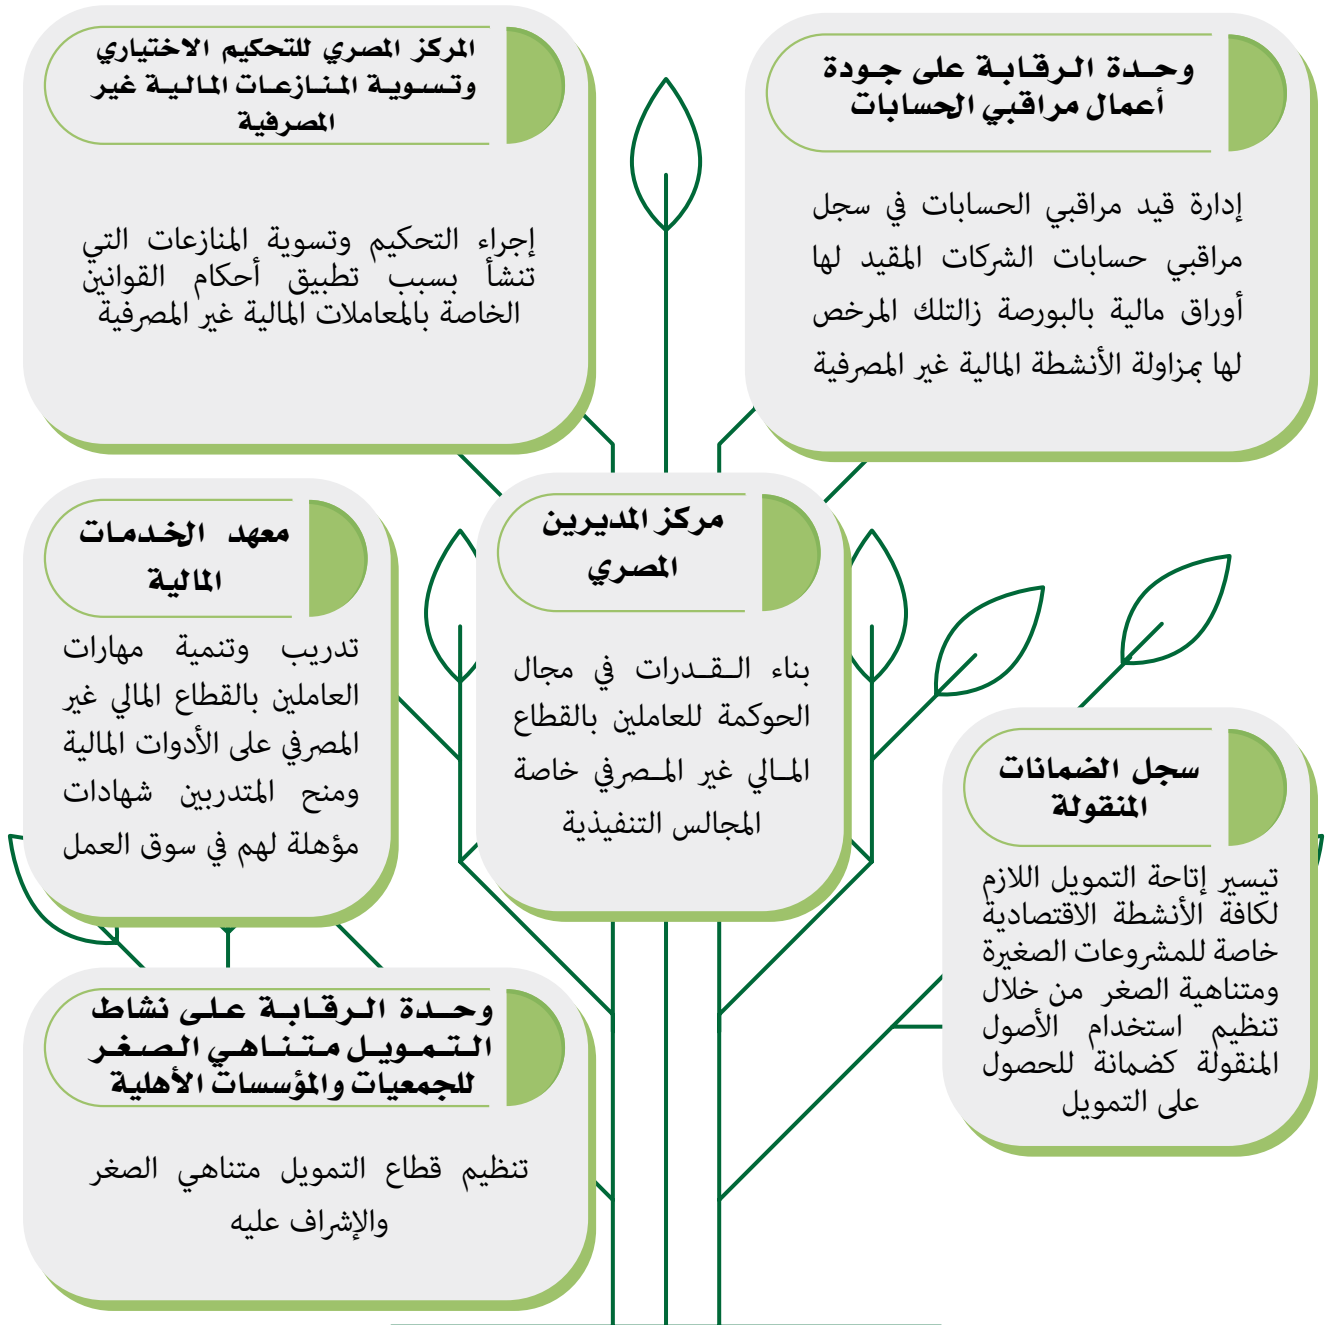 وحدة الرقابة على جودة
أعمال مراقبي الحسابات
إدارة قيد مراقبي الحسابات في سجل
مراقبي حسابات الشركات المقيد لها
أوراق مالية بالبورصة زالتلك المرخص
لها بمزاولة الأنشطة المالية غير المصرفية
المركز المصري للتحكيم الاختياري
وتسوية المنازعات المالية غير
المصرفية
إجراء التحكيم وتسوية المنازعات التي
تنشأ بسبب تطبيق أحكام القوانين
الخاصة بالمعاملات المالية غير المصرفية
مركز المديرين
المصري
بناء القدرات في مجال
الحوكمة للعاملين بالقطاع
المالي غير المصرفي خاصة
المجالس التنفيذية
معهد الخدمات
المالية
تدريب وتنمية مهارات
العاملين بالقطاع المالي غير
المصرفي على الأدوات المالية
ومنح المتدربين شهادات
مؤهلة لهم في سوق العمل
سجل الضمانات
المنقولة
تيسير إتاحة التمويل اللازم
لكافة الأنشطة الاقتصادية
خاصة للمشروعات الصغيرة
ومتناهية الصغر من خلال
تنظيم استخدام الأصول
المنقولة كضمانة للحصول
على التمويل
وحدة الرقابة على نشاط
التمويل متناهي الصغر
للجمعيات والمؤسسات الأهلية
تنظيم قطاع التمويل متناهي الصغر
والإشراف عليه